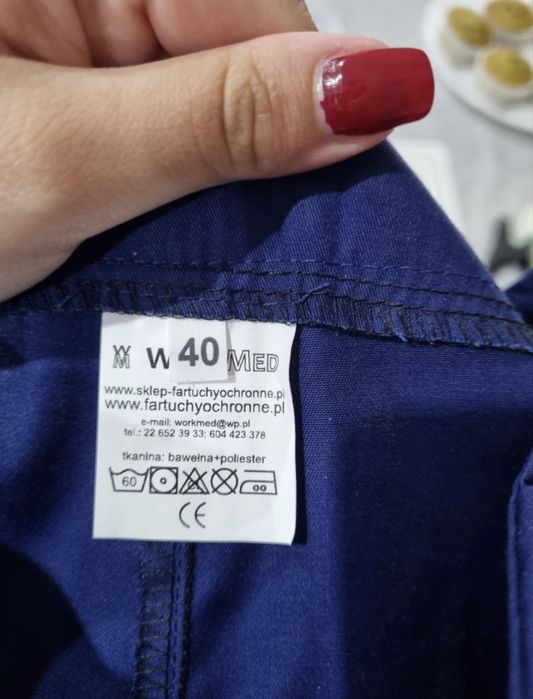 W 40 MED
www.sklep-fartuchyochronne.pl
www.fartuchyochronne.pl
e-mail: workmed@wp.pl
tel.: 22 652 39 33; 604 423 378
tkanina: bawełna+poliester
60
CE